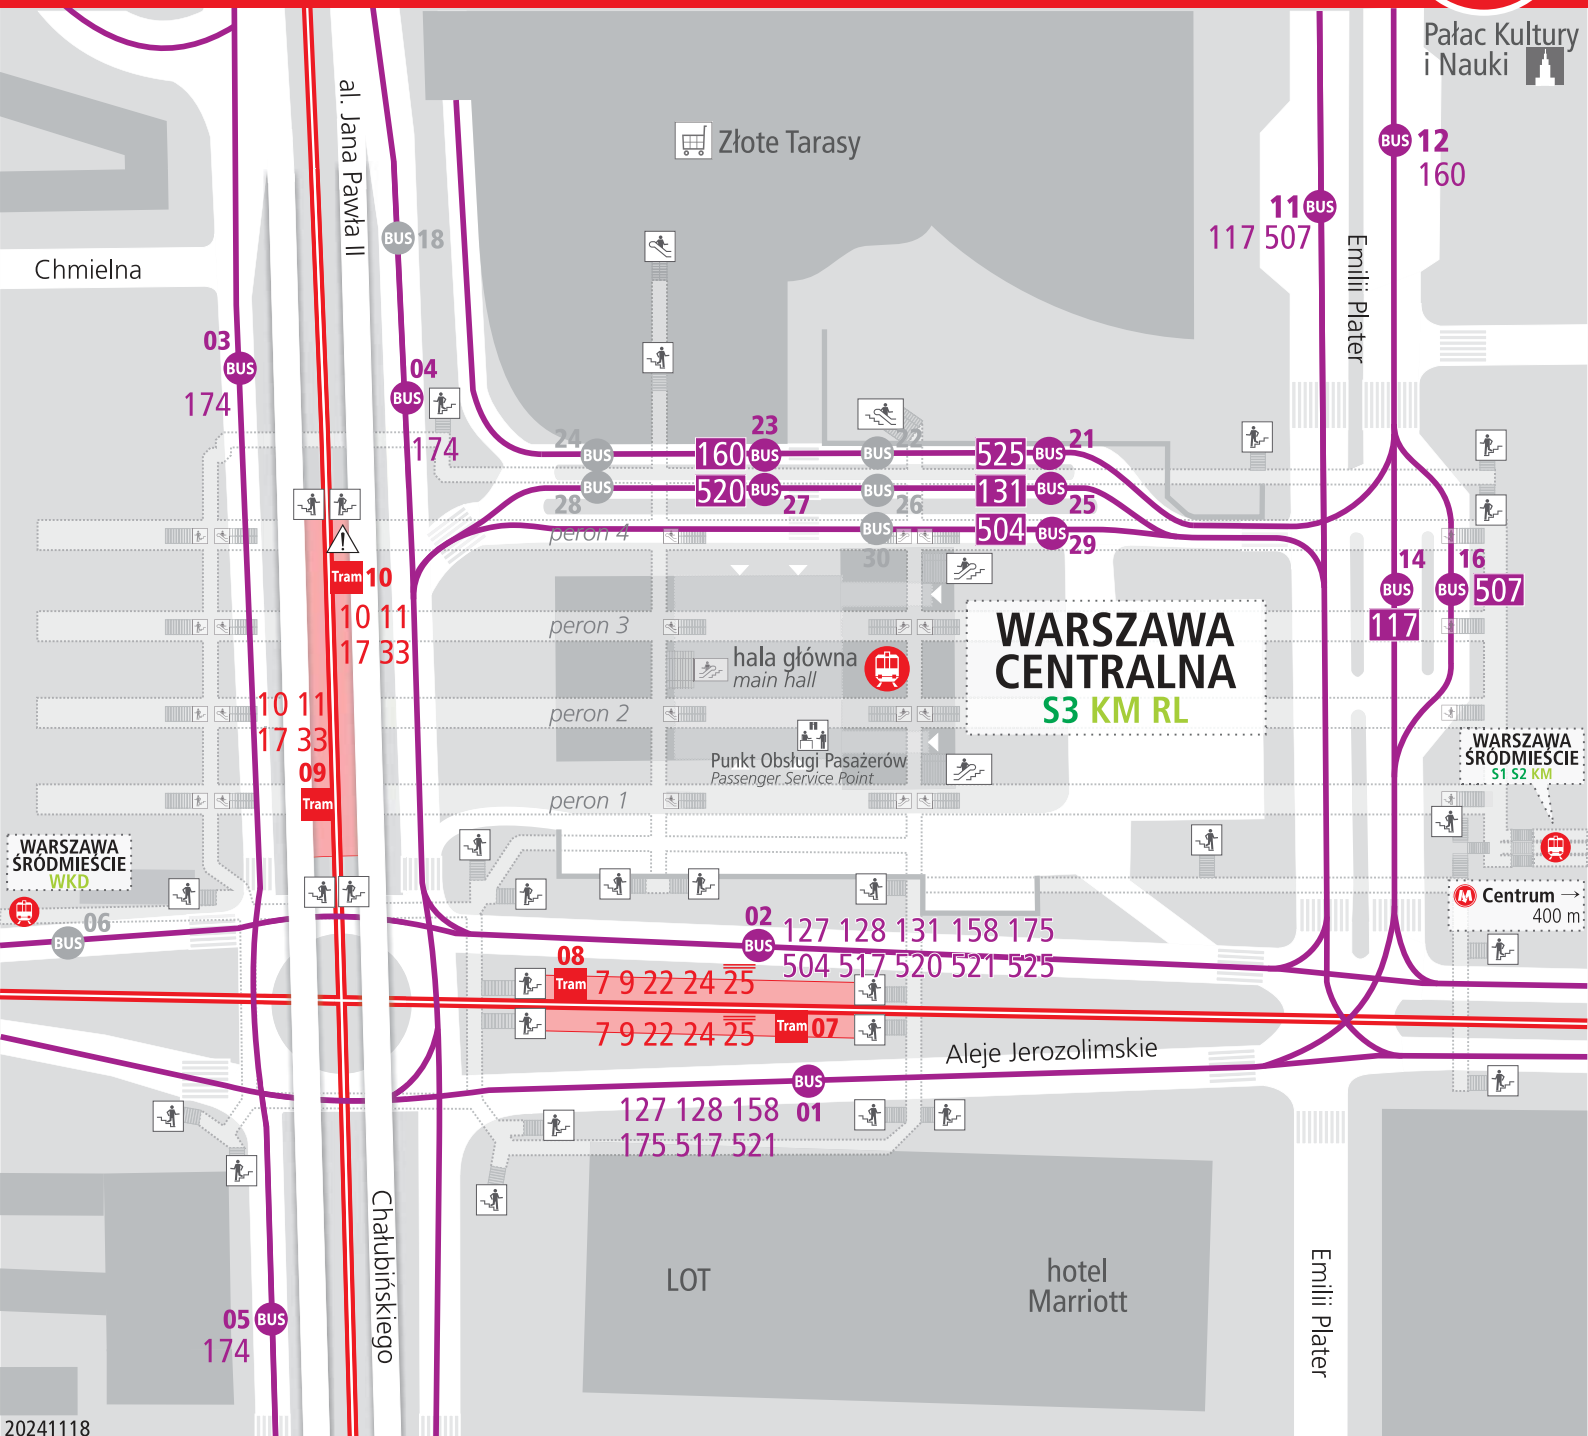 Pałac Kultury
i Nauki
al. Jana Pawła II
Złote Tarasy
BUS 12
160
11 BUS
117 507
BUS 18
Emilii Plater
Chmielna
03
BUS
174
04
BUS
174
24
BUS
160
23
BUS
22
BUS
525
21
BUS
28
BUS
520
BUS
27
26
BUS
131
25
BUS
peron 4
30
BUS
504
29
BUS
Tram 10
10 11
17 33
14
BUS
117
16
BUS
507
peron 3
WARSZAWA
CENTRALNA
S3 KM RL
hala główna
main hall
10 11
17 33
09
Tram
peron 2
Punkt Obsługi Pasażerów
Passenger Service Point
WARSZAWA
ŚRÓDMIEŚCIE
S1 S2 KM
peron 1
WARSZAWA
ŚRÓDMIEŚCIE
WKD
M Centrum →
400 m
06
BUS
02
BUS
127 128 131 158 175
504 517 520 521 525
08
Tram
7 9 22 24 25
7 9 22 24 25
Tram 07
Aleje Jerozolimskie
BUS
01
127 128 158
175 517 521
Chałubińskiego
LOT
hotel
Marriott
Emilii Plater
05 BUS
174
20241118